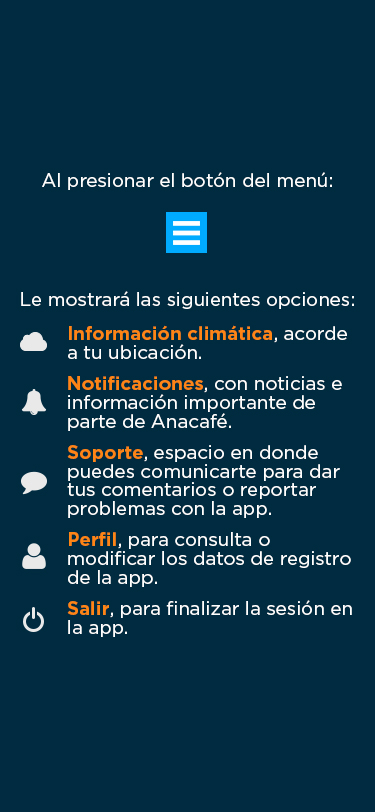 Al presionar el botón del menú:
Le mostrará las siguientes opciones:
Información climática, acorde
a tu ubicación.
Notificaciones, con noticias e
información importante de
parte de Anacafé.
Soporte, espacio en donde
puedes comunicarte para dar
tus comentarios o reportar
problemas con la app.
Perfil, para consulta o
modificar los datos de registro
de la app.
Salir, para finalizar la sesión en
la app.